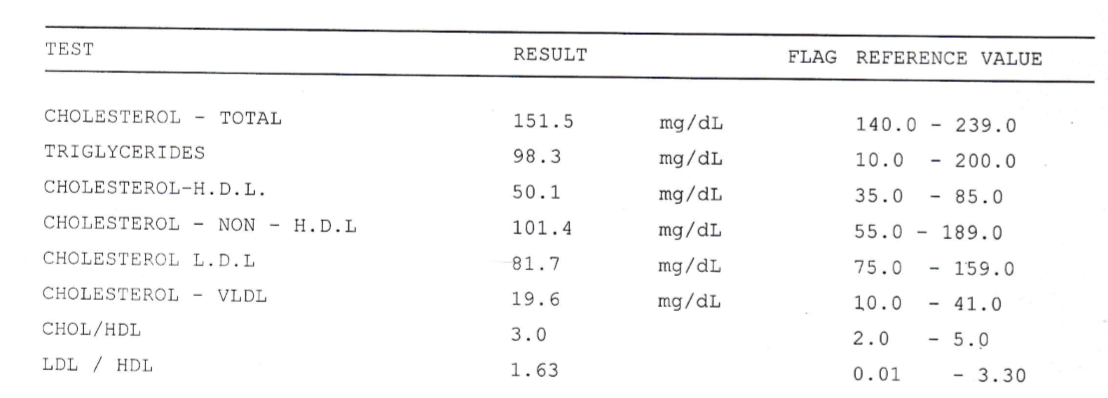 TEST RESULT FLAG REFERENCE VALUE
CHOLESTEROL - TOTAL 151.5 mg/dL 140.0 - 239.0
TRIGLYCERIDES 98.3 mg/dL 10.0 - 200.0
CHOLESTEROL-H.D.L. 50.1 mg/dL 35.0 - 85.0
CHOLESTEROL - NON - H.D.L 101.4 mg/dL 55.0 - 189.0
CHOLESTEROL L.D.L 81.7 mg/dL 75.0 - 159.0
CHOLESTEROL - VLDL 19.6 mg/dL 10.0 - 41.0
CHOL/HDL 3.0 2.0 - 5.0
LDL / HDL 1.63 0.01 - 3.30